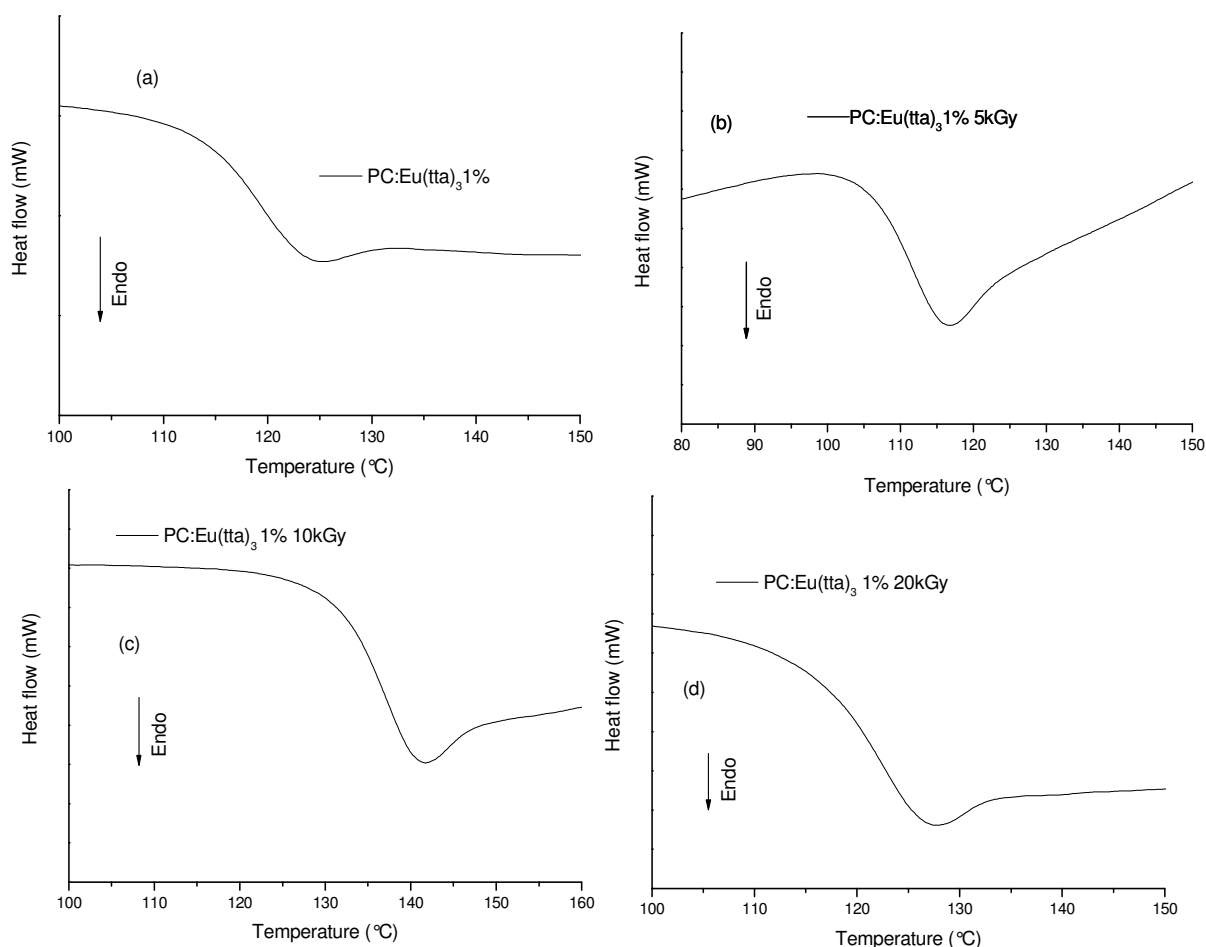 (a)
PC:Eu(tta)₃1%
Heat flow (mW)
Endo
100 110 120 130 140 150
Temperature (°C)
(b)
PC:Eu(tta)₃1% 5kGy
Heat flow (mW)
Endo
80 90 100 110 120 130 140 150
Temperature (°C)
PC:Eu(tta)₃ 1% 10kGy
(c)
Heat flow (mW)
Endo
100 110 120 130 140 150 160
Temperature (°C)
PC:Eu(tta)₃ 1% 20kGy
(d)
Heat flow (mW)
Endo
100 110 120 130 140 150
Temperature (°C)